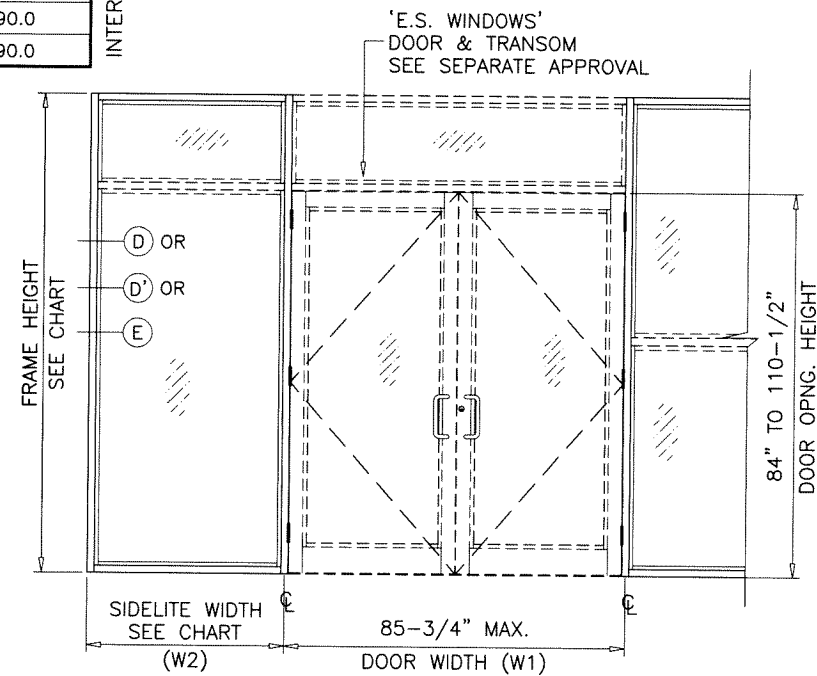 90.0
90.0
INTER
'E.S. WINDOWS'
DOOR & TRANSOM
SEE SEPARATE APPROVAL
FRAME HEIGHT
SEE CHART
D OR
D' OR
E
84" TO 110-1/2"
DOOR OPNG. HEIGHT
SIDELITE WIDTH
SEE CHART
(W2)
℄
85-3/4" MAX.
DOOR WIDTH (W1)
℄